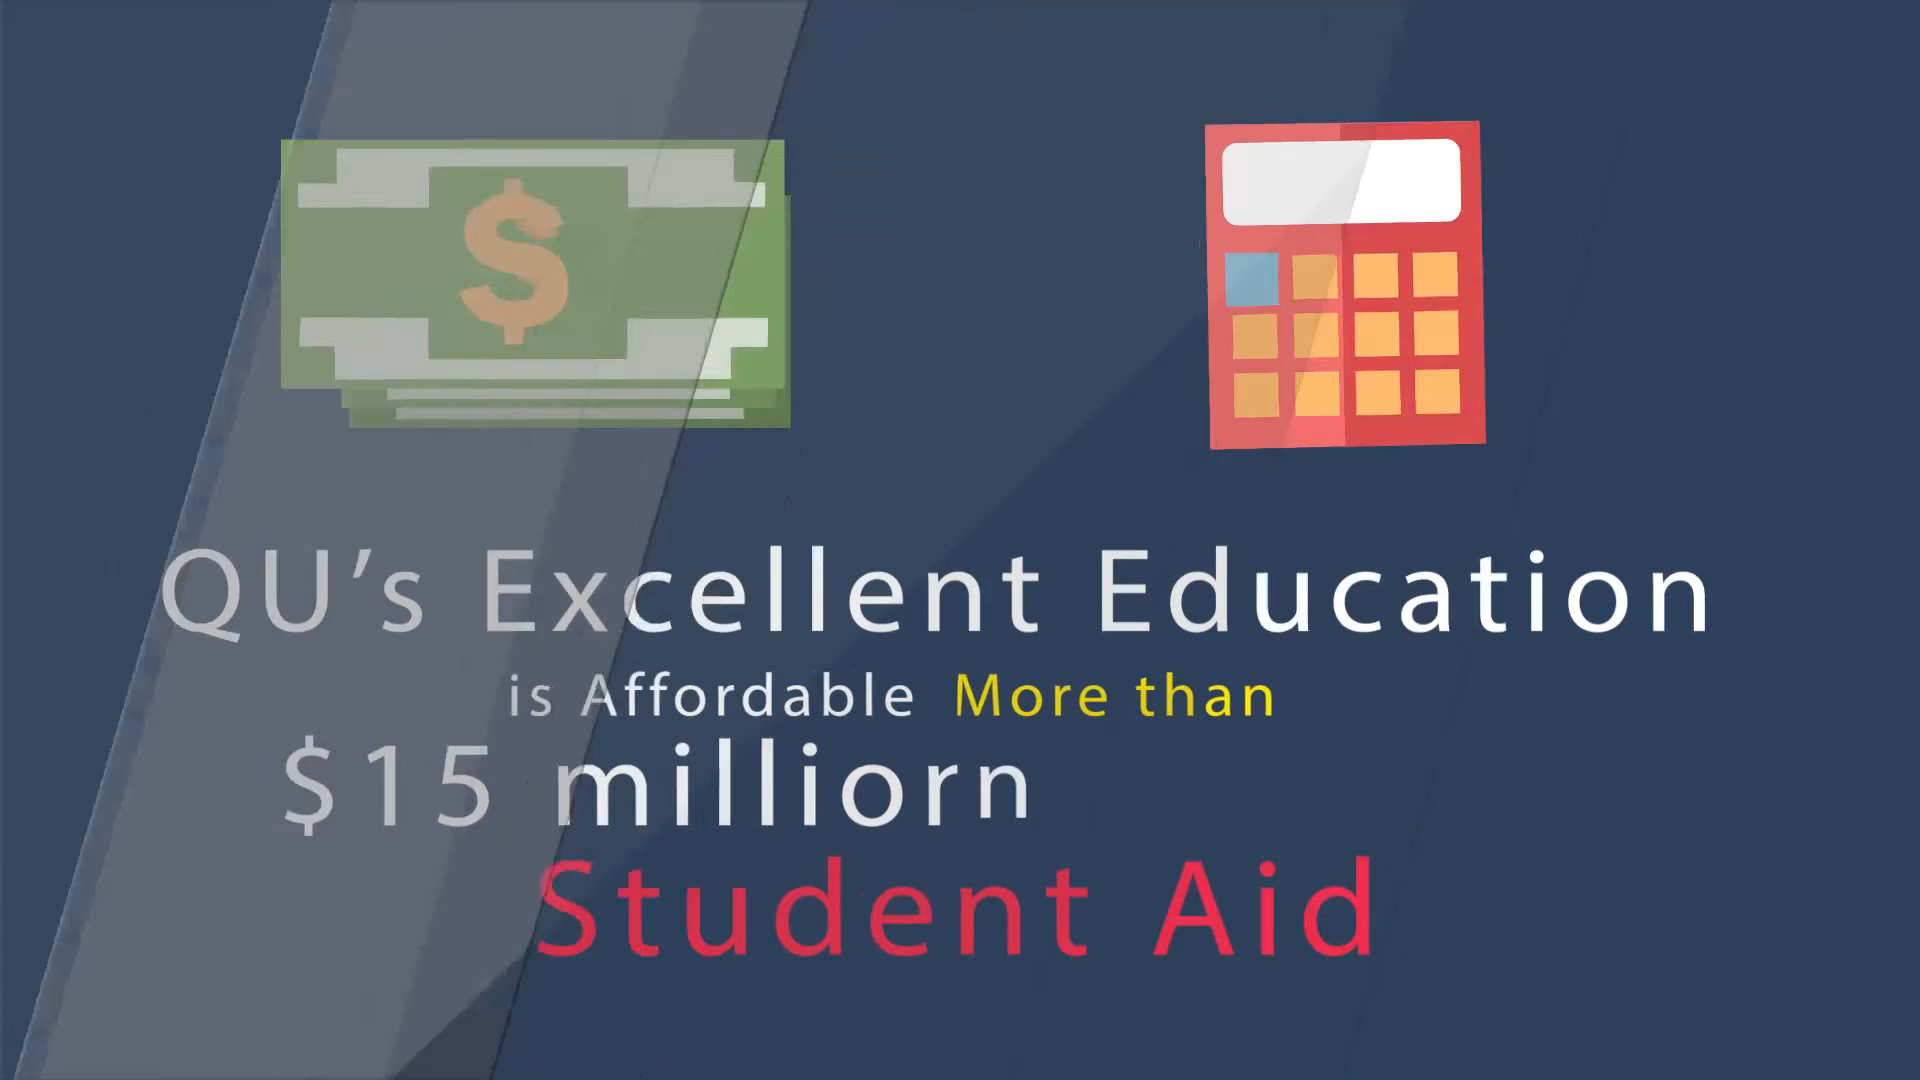 $
QU’s Excellent Education
is Affordable More than
$15 milliorn
Student Aid